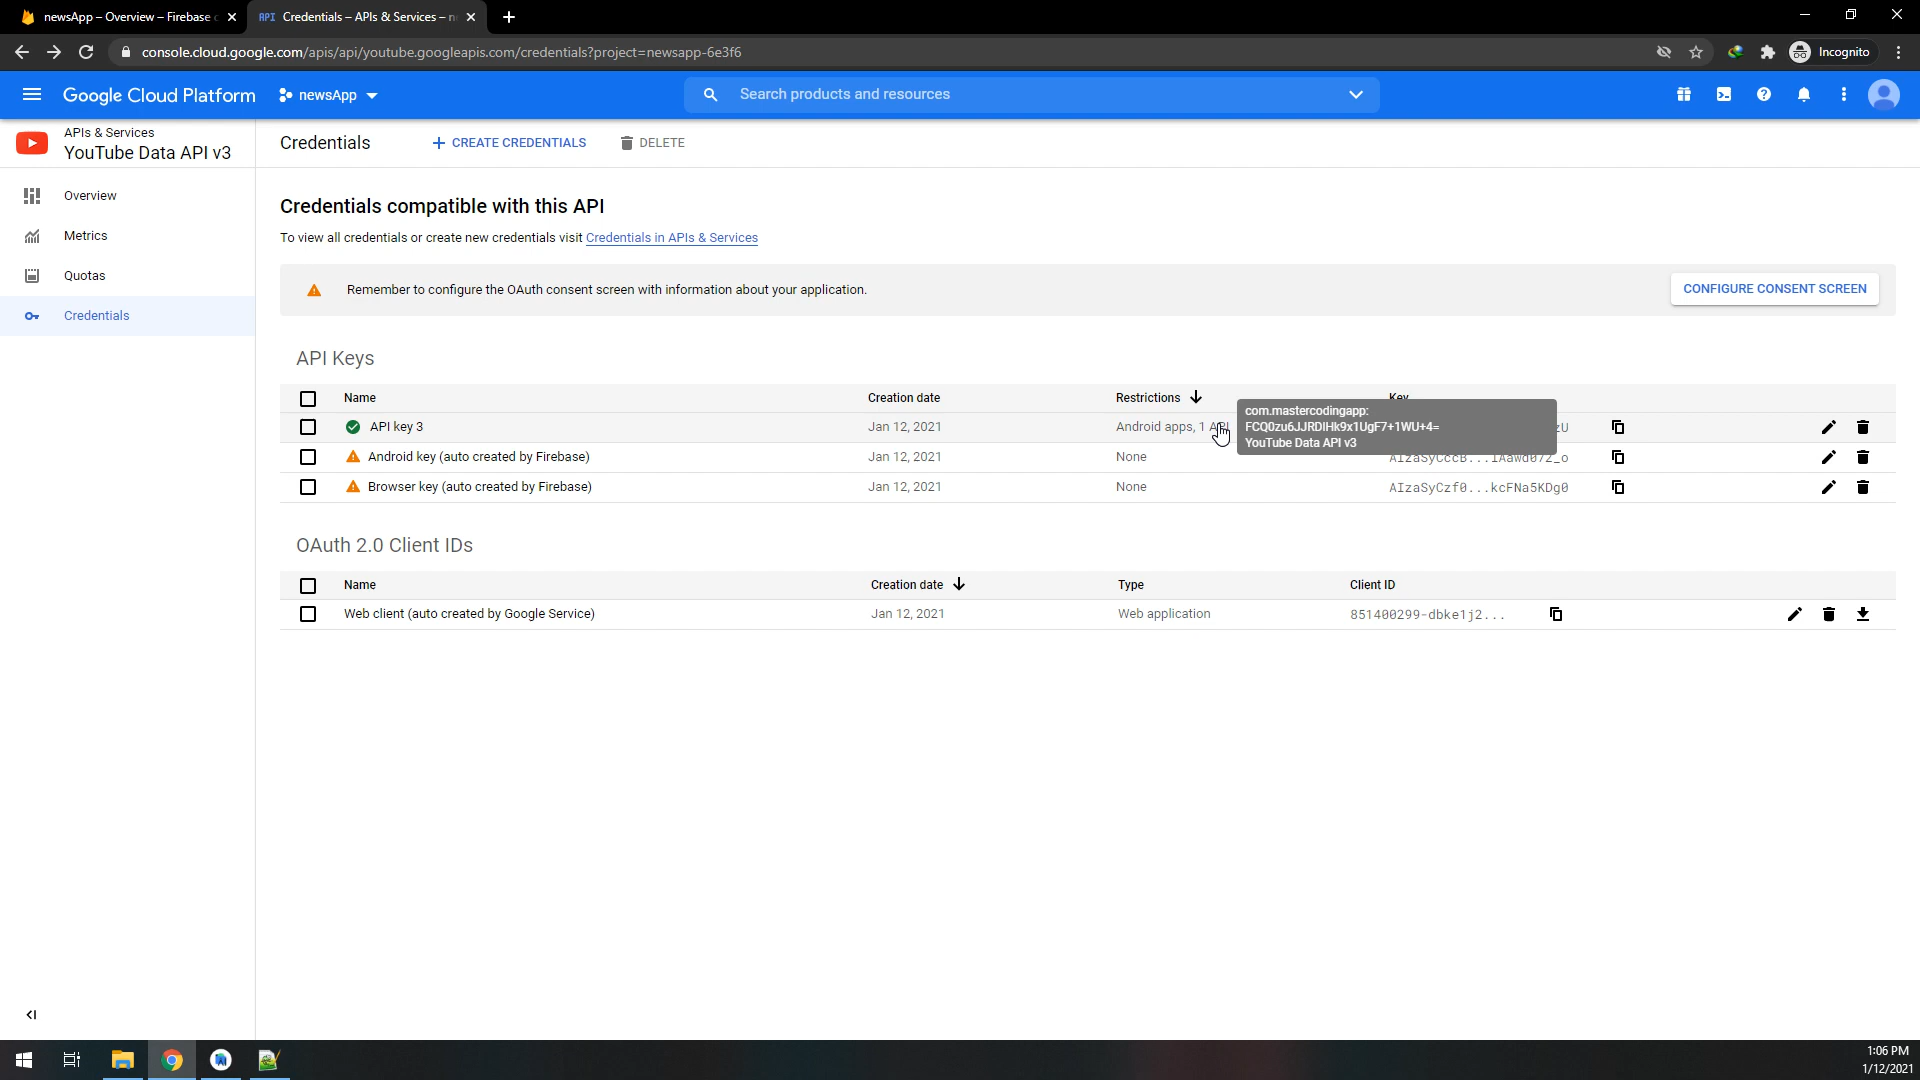 newsApp – Overview – Firebase c
API Credentials – APIs & Services – n
console.cloud.google.com/apis/api/youtube.googleapis.com/credentials?project=newsapp-6e3f6
Incognito
Google Cloud Platform
newsApp
Search products and resources
APIs & Services
YouTube Data API v3
Credentials
CREATE CREDENTIALS
DELETE
Overview
Metrics
Quotas
Credentials
Credentials compatible with this API
To view all credentials or create new credentials visit Credentials in APIs & Services
Remember to configure the OAuth consent screen with information about your application.
CONFIGURE CONSENT SCREEN
API Keys
Name Creation date Restrictions Key
API key 3 Jan 12, 2021 Android apps, 1 API
com.mastercodingapp:
FCQ0zu6JJRDIHk9x1UgF7+1WU+4=
YouTube Data API v3
Android key (auto created by Firebase) Jan 12, 2021 None
Browser key (auto created by Firebase) Jan 12, 2021 None AIzaSyCzf0...kcFNa5KDg0
OAuth 2.0 Client IDs
Name Creation date Type Client ID
Web client (auto created by Google Service) Jan 12, 2021 Web application 851400299-dbke1j2...
1:06 PM
1/12/2021